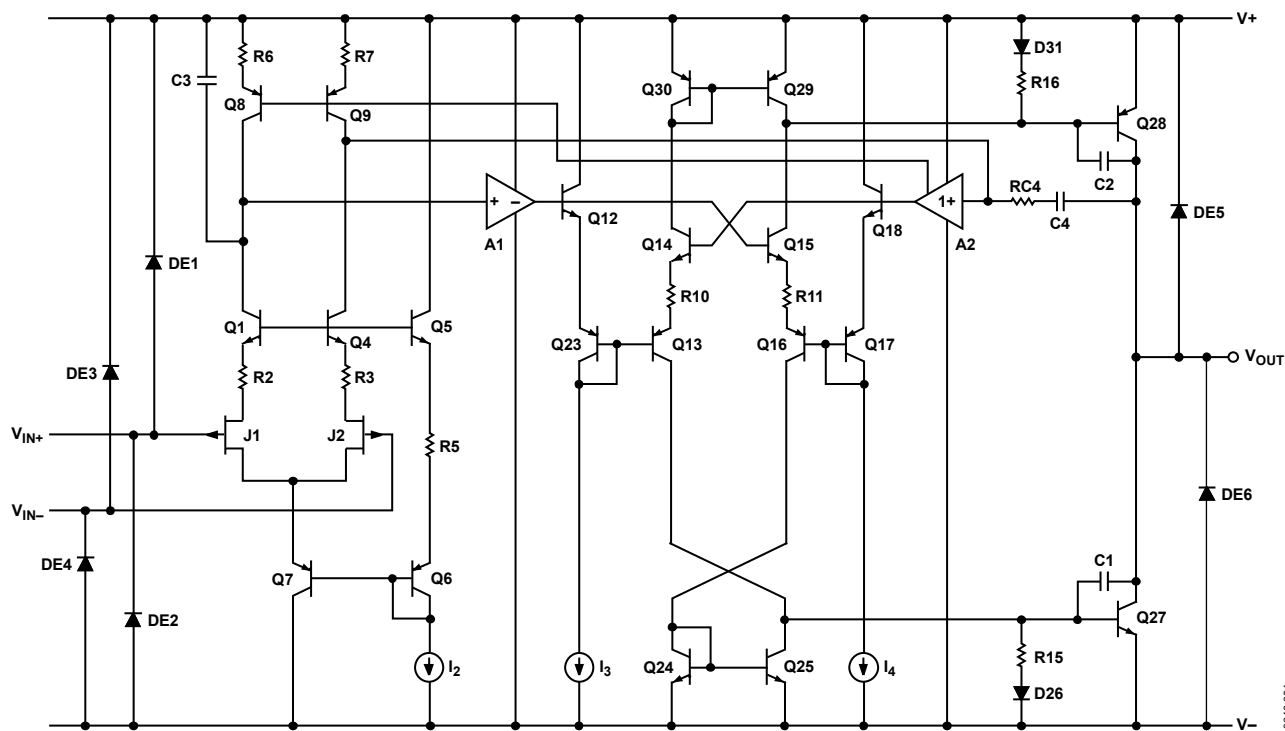 V+
R6
R7
D31
C3
Q30
Q29
R16
Q8
Q9
Q28
C2
+
–
1+
RC4
C4
Q12
Q18
A1
A2
DE5
Q14
Q15
DE1
R10
R11
Q1
Q4
Q5
Q23
Q13
Q16
Q17
VOUT
DE3
R2
R3
VIN+
J1
J2
R5
DE6
VIN–
DE4
Q7
Q6
C1
DE2
Q27
I2
I3
Q24
Q25
I4
R15
D26
V–